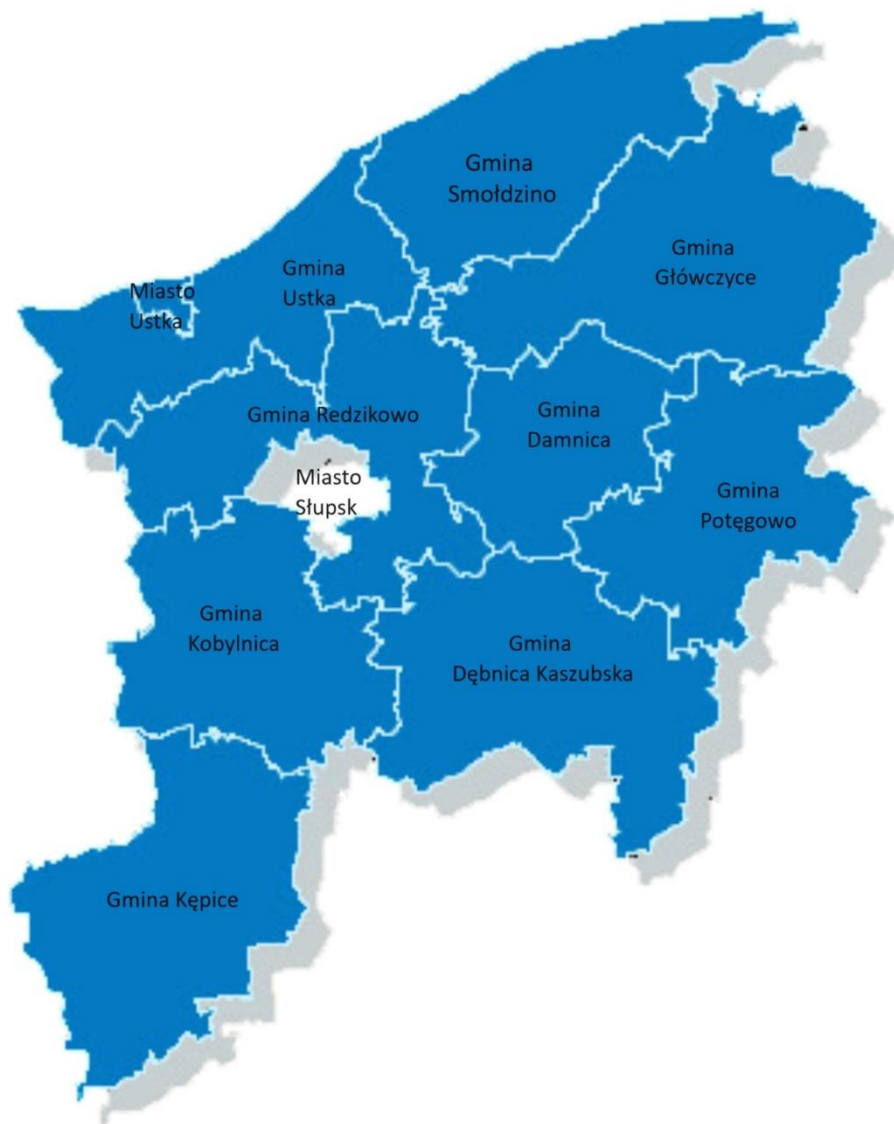 Gmina
Smołdzino
Gmina
Główczyce
Gmina
Ustka
Miasto
Ustka
Gmina Redzikowo
Gmina
Damnica
Miasto
Słupsk
Gmina
Potęgowo
Gmina
Kobylnica
Gmina
Dębnica Kaszubska
Gmina Kępice